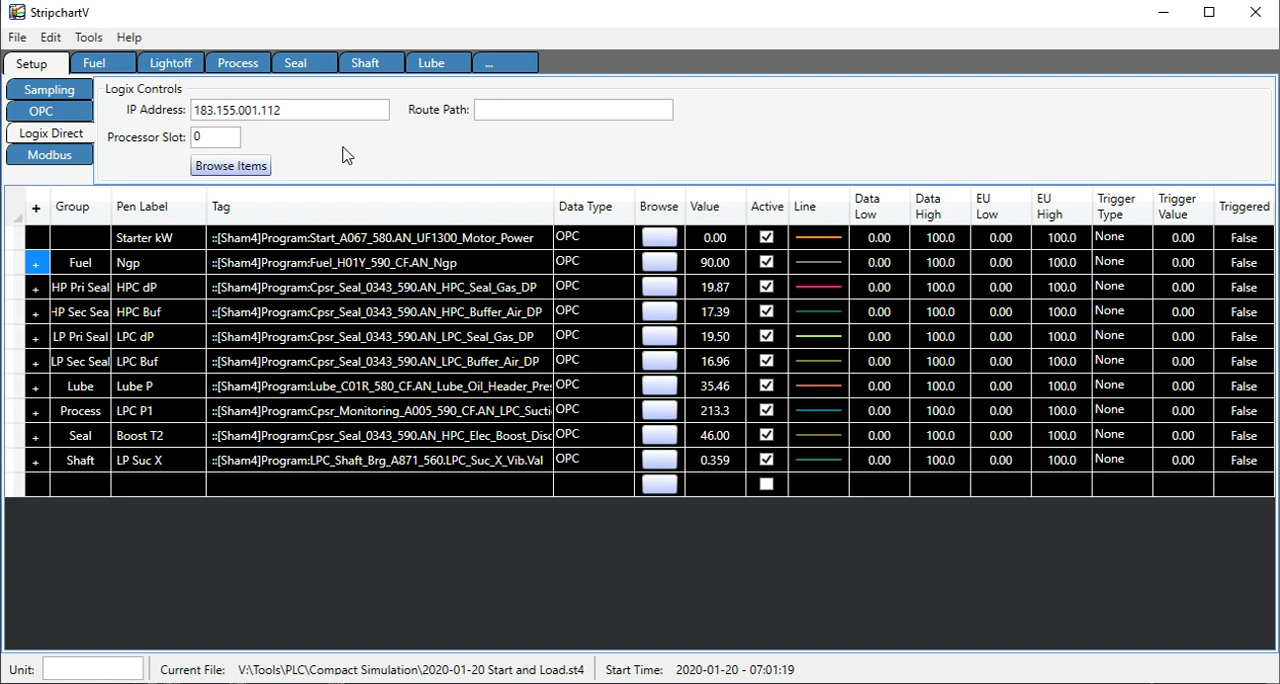 StripchartV
File Edit Tools Help
Setup Fuel Lightoff Process Seal Shaft Lube ...
Sampling
OPC
Logix Direct
Modbus
Logix Controls
IP Address: 183.155.001.112 Route Path:
Processor Slot: 0
Browse Items
+ Group Pen Label Tag Data Type Browse Value Active Line Data Low Data High EU Low EU High Trigger Type Trigger Value Triggered
Starter kW ::[Sham4]Program:Start_A067_580.AN_UF1300_Motor_Power OPC 0.00 0.00 100.0 0.00 100.0 None 0.00 False
+ Fuel Ngp ::[Sham4]Program:Fuel_H01Y_590_CF.AN_Ngp OPC 90.00 0.00 100.0 0.00 100.0 None 0.00 False
+ HP Pri Seal HPC dP ::[Sham4]Program:Cpsr_Seal_0343_590.AN_HPC_Seal_Gas_DP OPC 19.87 0.00 100.0 0.00 100.0 None 0.00 False
+ HP Sec Sea HPC Buf ::[Sham4]Program:Cpsr_Seal_0343_590.AN_HPC_Buffer_Air_DP OPC 17.39 0.00 100.0 0.00 100.0 None 0.00 False
+ LP Pri Seal LPC dP ::[Sham4]Program:Cpsr_Seal_0343_590.AN_LPC_Seal_Gas_DP OPC 19.50 0.00 100.0 0.00 100.0 None 0.00 False
+ LP Sec Seal LPC Buf ::[Sham4]Program:Cpsr_Seal_0343_590.AN_LPC_Buffer_Air_DP OPC 16.96 0.00 100.0 0.00 100.0 None 0.00 False
+ Lube Lube P ::[Sham4]Program:Lube_C01R_580_CF.AN_Lube_Oil_Header_Pre OPC 35.46 0.00 100.0 0.00 100.0 None 0.00 False
+ Process LPC P1 ::[Sham4]Program:Cpsr_Monitoring_A005_590_CF.AN_LPC_Sucti OPC 213.3 0.00 100.0 0.00 100.0 None 0.00 False
+ Seal Boost T2 ::[Sham4]Program:Cpsr_Seal_0343_590.AN_HPC_Elec_Boost_Disc OPC 46.00 0.00 100.0 0.00 100.0 None 0.00 False
+ Shaft LP Suc X ::[Sham4]Program:LPC_Shaft_Brg_A871_560.LPC_Suc_X_Vib.Val OPC 0.359 0.00 100.0 0.00 100.0 None 0.00 False
Unit: Current File: V:\Tools\PLC\Compact Simulation\2020-01-20 Start and Load.st4 Start Time: 2020-01-20 - 07:01:19